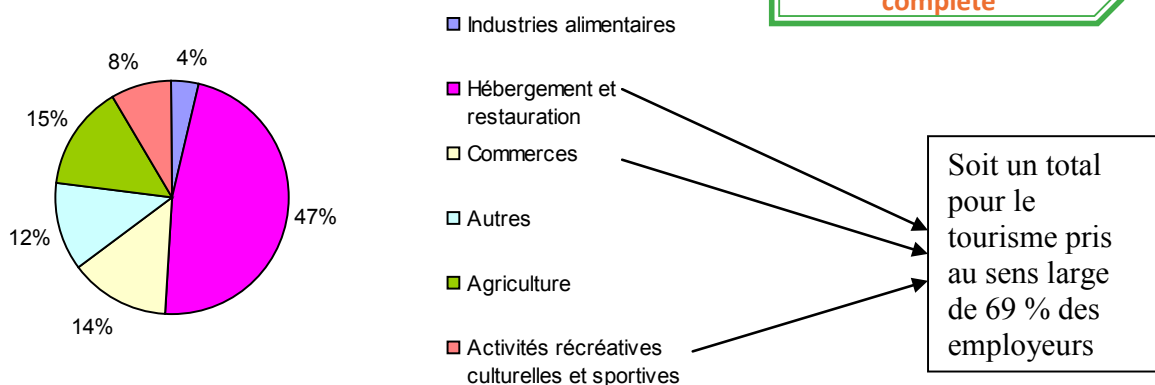 complète
Industries alimentaires
Hébergement et
restauration
Commerces
Autres
Agriculture
Activités récréatives
culturelles et sportives
4%
47%
14%
12%
15%
8%
Soit un total
pour le
tourisme pris
au sens large
de 69 % des
employeurs